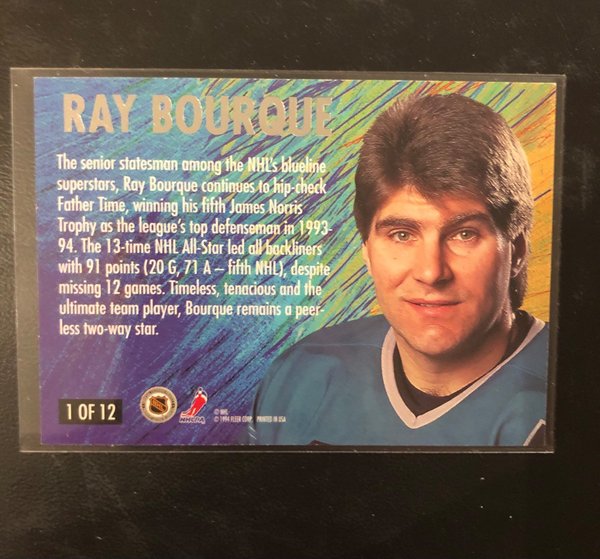 RAY BOURQUE
The senior statesman among the NHL's blueline
superstars, Ray Bourque continues to hip-check
Father Time, winning his fifth James Norris
Trophy as the league's top defenseman in 1993-
94. The 13-time NHL All-Star led all backliners
with 91 points (20 G, 71 A – fifth NHL), despite
missing 12 games. Timeless, tenacious and the
ultimate team player, Bourque remains a peer-
less two-way star.
1 OF 12
NHLPA
© NHL
© 1994 FLEER CORP. PRINTED IN USA